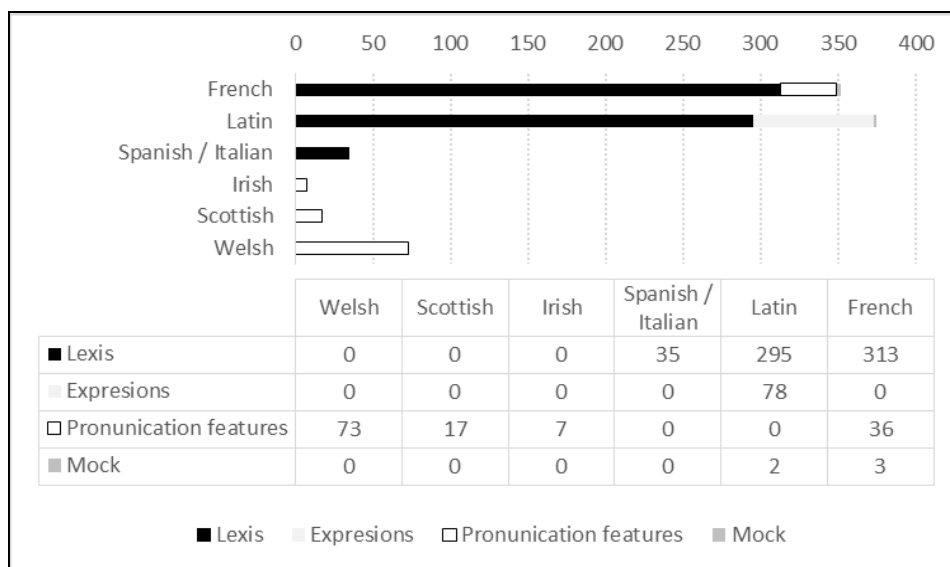 0 50 100 150 200 250 300 350 400
French
Latin
Spanish / Italian
Irish
Scottish
Welsh
Welsh Scottish Irish Spanish / Italian Latin French
Lexis 0 0 0 35 295 313
Expresions 0 0 0 0 78 0
Pronunication features 73 17 7 0 0 36
Mock 0 0 0 0 2 3
Lexis Expresions Pronunication features Mock